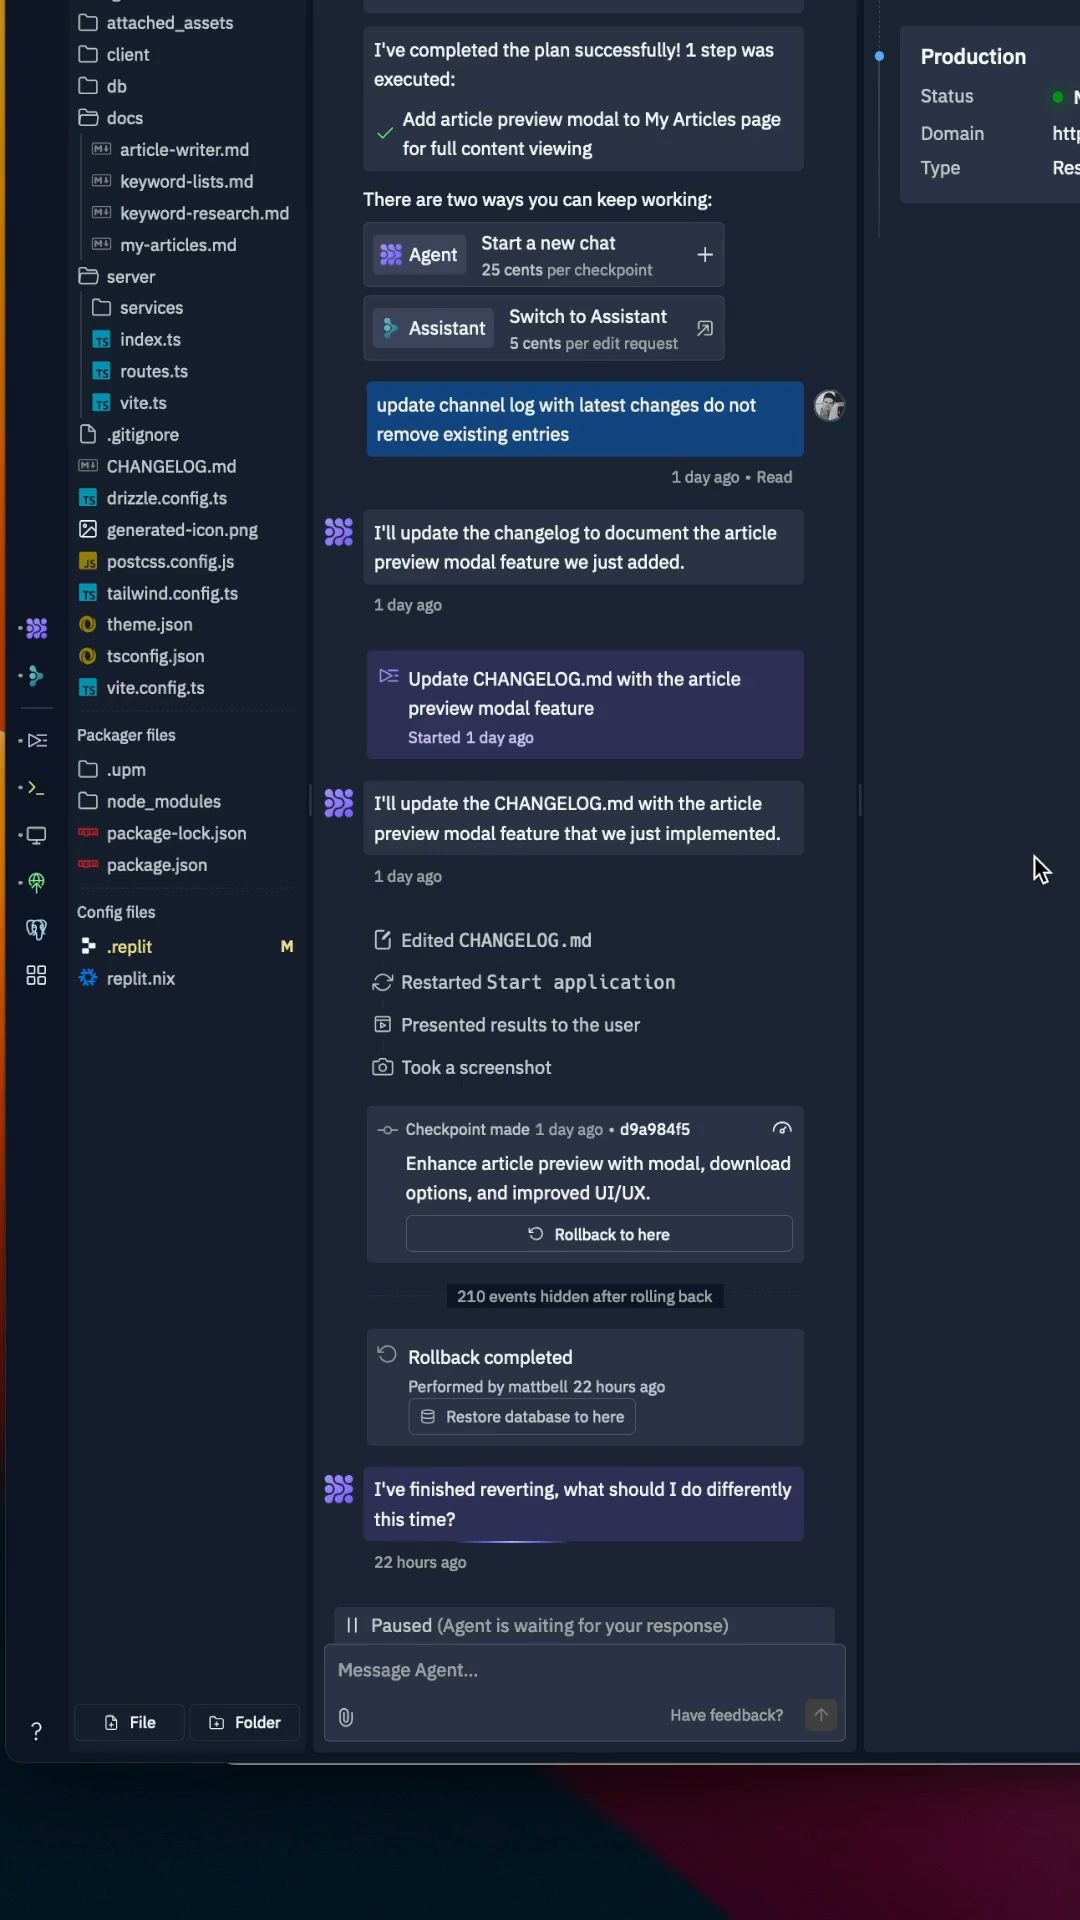 attached_assets
client
db
docs
article-writer.md
keyword-lists.md
keyword-research.md
my-articles.md
server
services
TS index.ts
TS routes.ts
TS vite.ts
.gitignore
CHANGELOG.md
TS drizzle.config.ts
generated-icon.png
JS postcss.config.js
TS tailwind.config.ts
theme.json
tsconfig.json
TS vite.config.ts
Packager files
.upm
node_modules
package-lock.json
package.json
Config files
.replit M
replit.nix
File Folder
?
I've completed the plan successfully! 1 step was
executed:
Add article preview modal to My Articles page
for full content viewing
There are two ways you can keep working:
Agent
Start a new chat
25 cents per checkpoint
Assistant
Switch to Assistant
5 cents per edit request
update channel log with latest changes do not
remove existing entries
1 day ago • Read
I'll update the changelog to document the article
preview modal feature we just added.
1 day ago
Update CHANGELOG.md with the article
preview modal feature
Started 1 day ago
I'll update the CHANGELOG.md with the article
preview modal feature that we just implemented.
1 day ago
Edited CHANGELOG.md
Restarted Start application
Presented results to the user
Took a screenshot
Checkpoint made 1 day ago • d9a984f5
Enhance article preview with modal, download
options, and improved UI/UX.
Rollback to here
210 events hidden after rolling back
Rollback completed
Performed by mattbell 22 hours ago
Restore database to here
I've finished reverting, what should I do differently
this time?
22 hours ago
Paused (Agent is waiting for your response)
Message Agent...
Have feedback?
Production
Status
Domain htt
Type Res